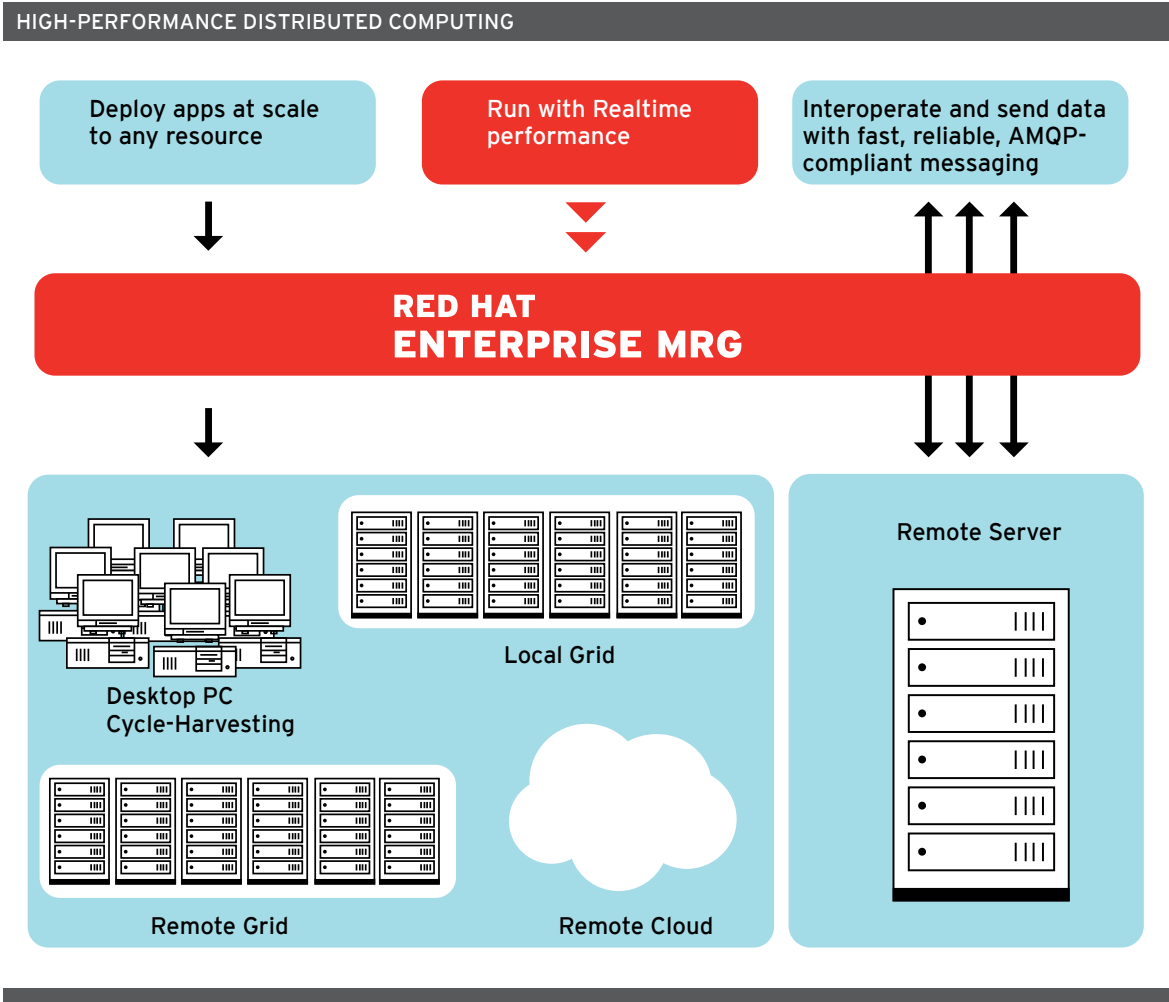 HIGH-PERFORMANCE DISTRIBUTED COMPUTING
Deploy apps at scale
to any resource
Run with Realtime
performance
Interoperate and send data
with fast, reliable, AMQP-
compliant messaging
RED HAT
ENTERPRISE MRG
Desktop PC
Cycle-Harvesting
Local Grid
Remote Server
Remote Grid
Remote Cloud